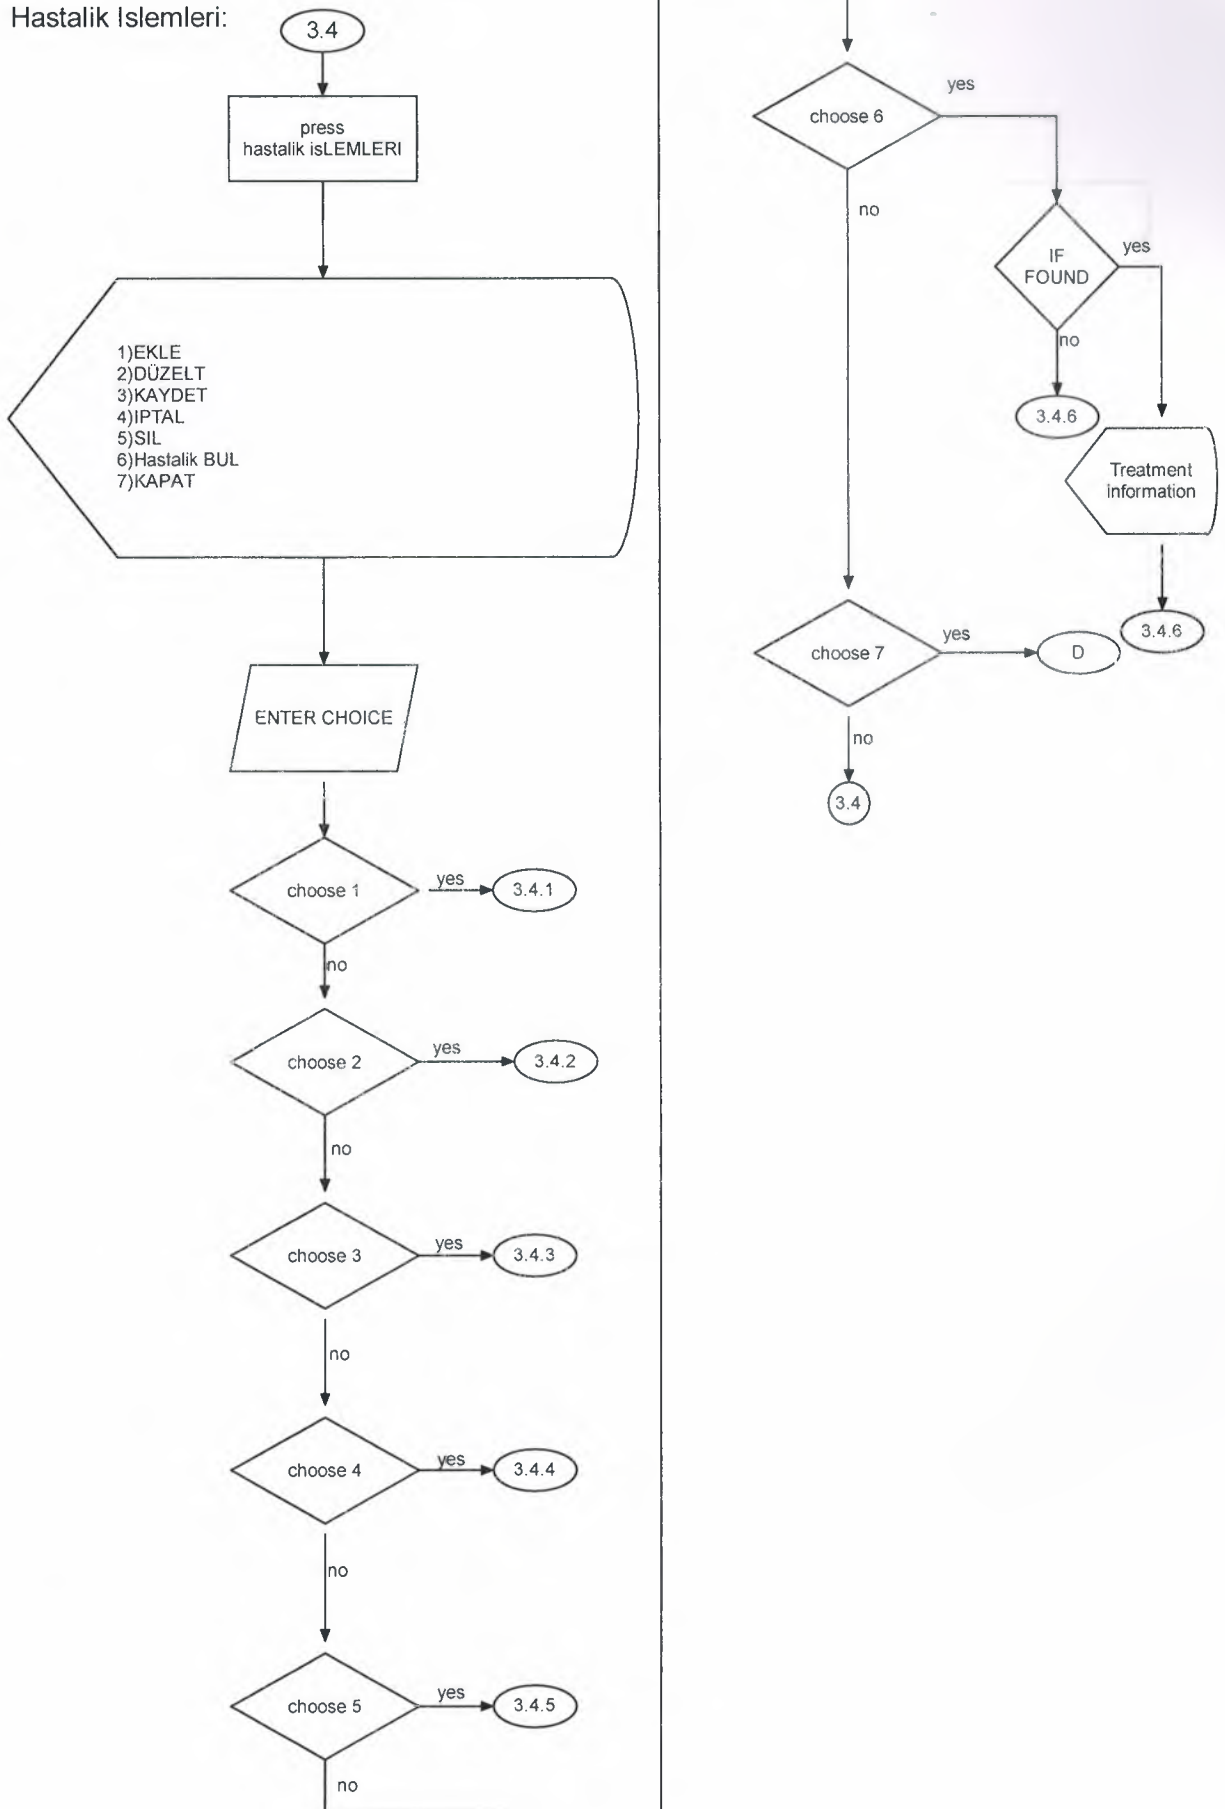 Hastalik Islemleri:
3.4
press
hastalik isLEMLERI
1)EKLE
2)DÜZELT
3)KAYDET
4)IPTAL
5)SIL
6)Hastalik BUL
7)KAPAT
ENTER CHOICE
choose 1
yes
3.4.1
no
choose 2
yes
3.4.2
no
choose 3
yes
3.4.3
no
choose 4
yes
3.4.4
no
choose 5
yes
3.4.5
no
choose 6
yes
no
IF
FOUND
yes
no
3.4.6
Treatment
information
3.4.6
choose 7
yes
D
no
3.4